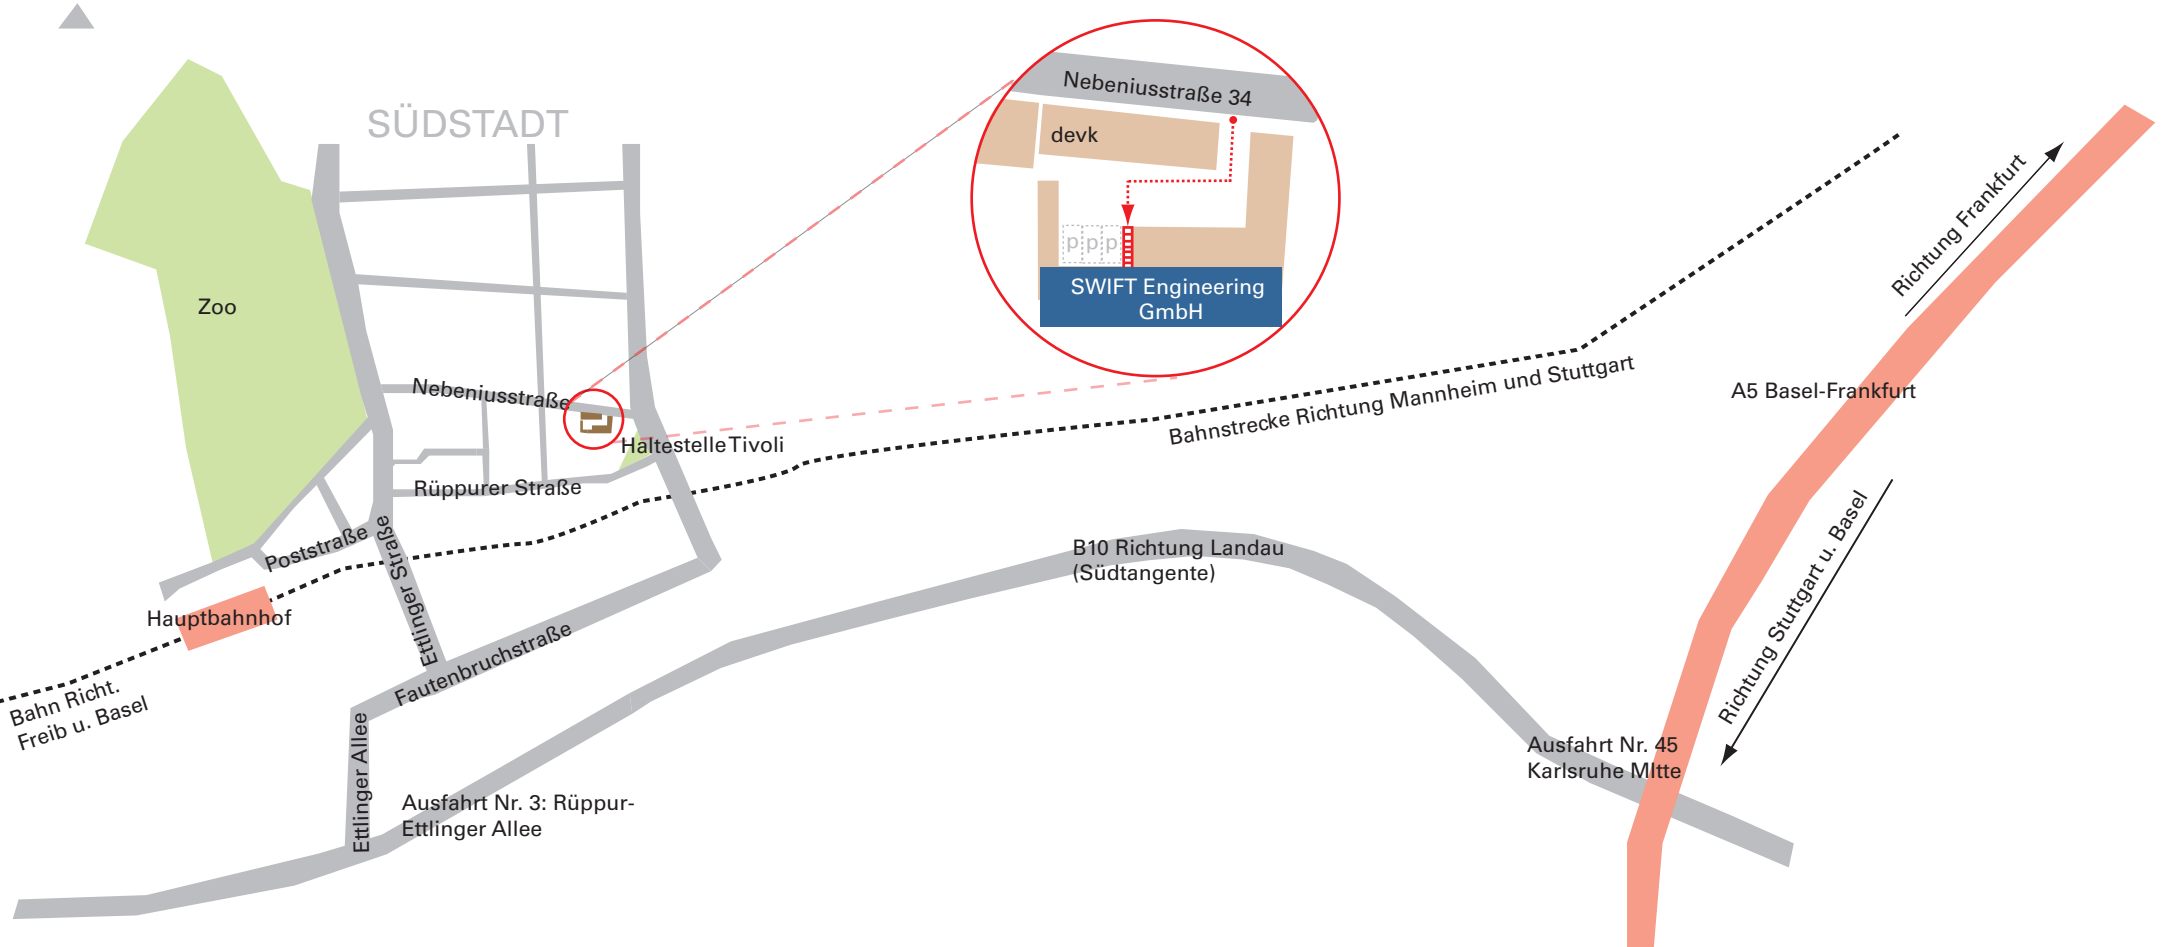 SÜDSTADT
Nebeniusstraße 34
devk
p p p
SWIFT Engineering
GmbH
Zoo
Richtung Frankfurt
Nebeniusstraße
Haltestelle Tivoli
Bahnstrecke Richtung Mannheim und Stuttgart
A5 Basel-Frankfurt
Rüppurer Straße
Poststraße
Ettlinger Straße
B10 Richtung Landau
(Südtangente)
Richtung Stuttgart u. Basel
Hauptbahnhof
Fautenbruchstraße
Bahn Richt.
Freib u. Basel
Ettlinger Allee
Ausfahrt Nr. 45
Karlsruhe MItte
Ausfahrt Nr. 3: Rüppur-
Ettlinger Allee